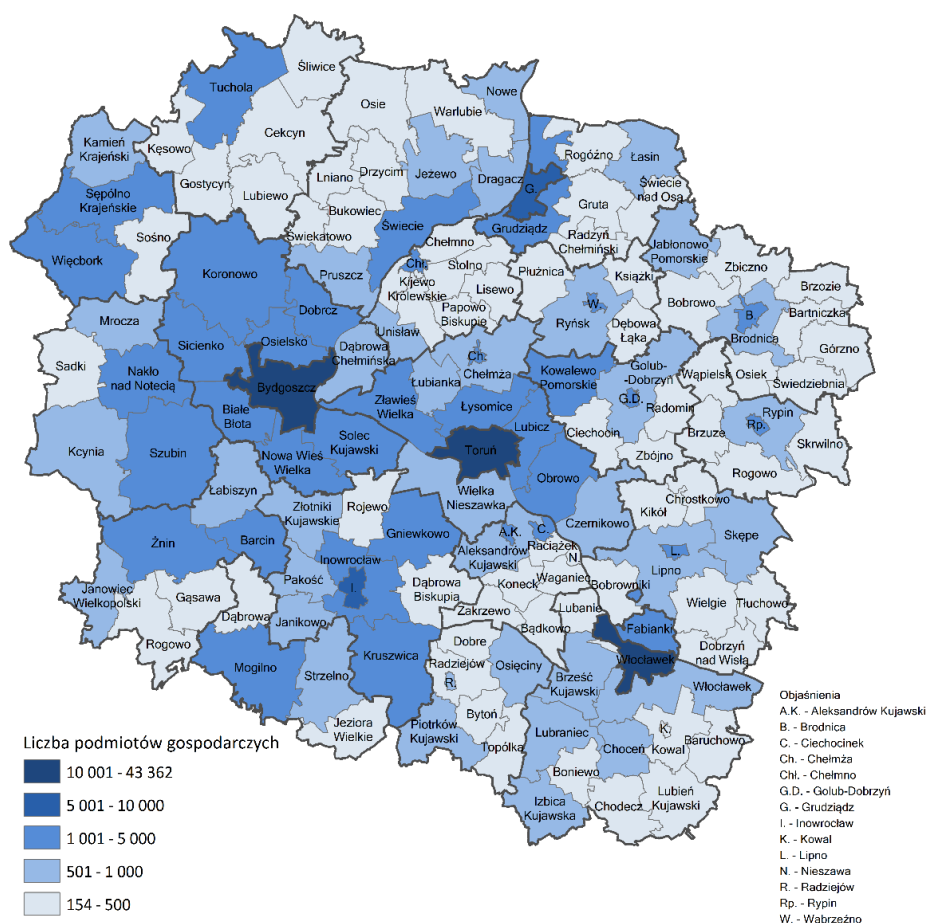 Śliwice
Tuchola
Nowe
Osie
Warlubie
Cekcyn
Kamień
Krajeński
Kęsowo
Rogóźno
Łasin
Lniano
Drzycim
Jeżewo
Dragacz
Gostycyn
Lubiewo
Sępólno
Krajeńskie
G.
Świecie
nad Osą
Bukowiec
Gruta
Świekatowo
Świecie
Grudziądz
Radzyń
Chełmiński
Sośno
Więcbork
Chełmno
Jabłonowo
Pomorskie
Koronowo
Pruszcz
Chł.
Stolno
Płużnica
Książki
Zbiczno
Kijewo
Królewskie
Lisewo
Brzozie
Bobrowo
Dobrcz
Papowo
Biskupie
W.
Bartniczka
Mrocza
Unisław
Ryńsk
Dębowa
Łąka
B.
Brodnica
Sicienko
Osielsko
Dąbrowa
Chełmińska
Ch.
Chełmża
Górzno
Sadki
Nakło
nad Notecią
Bydgoszcz
Łubianka
Kowalewo
Pomorskie
Golub-
Dobrzyń
Wąpielsk
Osiek
Świedziebnia
Zławieś
Wielka
Łysomice
G.D.
Radomin
Rypin
Białe
Błota
Lubicz
Ciechocin
Brzuze
Rp.
Skrwilno
Kcynia
Szubin
Solec
Kujawski
Toruń
Zbójno
Nowa Wieś
Wielka
Rogowo
Obrowo
Łabiszyn
Wielka
Nieszawka
Chrostkowo
Kikół
Złotniki
Kujawskie
Rojewo
Czernikowo
Gniewkowo
A.K.
C.
Skępe
Żnin
Barcin
Raciążek
Inowrocław
Aleksandrów
Kujawski
N.
L.
Lipno
Pakość
I.
Koneck
Waganiec
Bobrowniki
Janowiec
Wielkopolski
Gąsawa
Dąbrowa
Biskupia
Wielgie
Tłuchowo
Dąbrowa
Janikowo
Zakrzewo
Lubanie
Bądkowo
Fabianki
Rogowo
Dobre
Dobrzyń
nad Wisłą
Mogilno
Kruszwica
Radziejów
Osięciny
Włocławek
Strzelno
R.
Brześć
Kujawski
Włocławek
Jeziora
Wielkie
Bytoń
Piotrków
Kujawski
Lubraniec
K.
Kowal
Baruchowo
Topólka
Choceń
Boniewo
Izbica
Kujawska
Chodecz
Lubień
Kujawski
Liczba podmiotów gospodarczych
10 001 - 43 362
5 001 - 10 000
1 001 - 5 000
501 - 1 000
154 - 500
Objaśnienia
A.K. - Aleksandrów Kujawski
B. - Brodnica
C. - Ciechocinek
Ch. - Chełmża
Chł. - Chełmno
G.D. - Golub-Dobrzyń
G. - Grudziądz
I. - Inowrocław
K. - Kowal
L. - Lipno
N. - Nieszawa
R. - Radziejów
Rp. - Rypin
W. - Wąbrzeźno